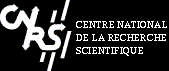 CNRS
CENTRE NATIONAL
DE LA RECHERCHE
SCIENTIFIQUE